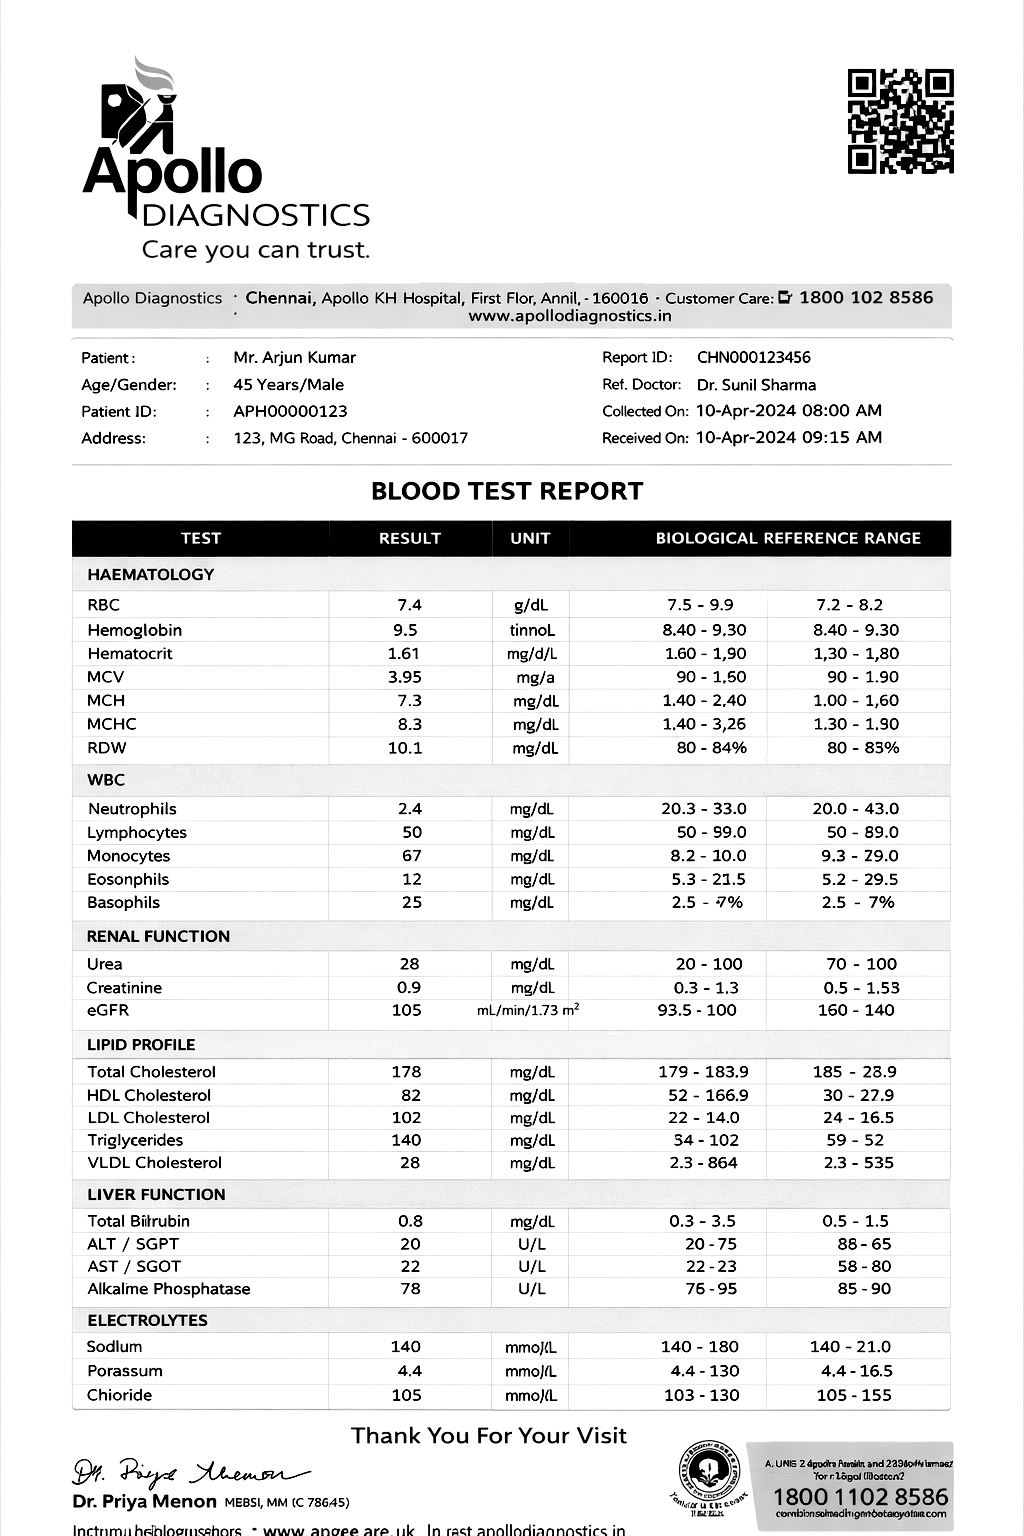 Apollo
DIAGNOSTICS
Care you can trust.
Apollo Diagnostics · Chennai, Apollo KH Hospital, First Flor, Annil, - 160016 · Customer Care: 1800 102 8586
www.apollodiagnostics.in
Patient : : Mr. Arjun Kumar Report ID: CHN000123456
Age/Gender: : 45 Years/Male Ref. Doctor: Dr. Sunil Sharma
Patient ID: : APH00000123 Collected On: 10-Apr-2024 08:00 AM
Address: : 123, MG Road, Chennai - 600017 Received On: 10-Apr-2024 09:15 AM
BLOOD TEST REPORT
TEST RESULT UNIT BIOLOGICAL REFERENCE RANGE
HAEMATOLOGY
RBC 7.4 g/dL 7.5 - 9.9 7.2 - 8.2
Hemoglobin 9.5 tinnoL 8.40 - 9,30 8.40 - 9.30
Hematocrit 1.61 mg/d/L 1.60 - 1,90 1,30 - 1,80
MCV 3.95 mg/a 90 - 1,60 90 - 1.90
MCH 7.3 mg/dL 1.40 - 2,40 1.00 - 1,60
MCHC 8.3 mg/dL 1,40 - 3,26 1.30 - 1.90
RDW 10.1 mg/dL 80 - 84% 80 - 83%
WBC
Neutrophils 2.4 mg/dL 20.3 - 33.0 20.0 - 43.0
Lymphocytes 50 mg/dL 50 - 99.0 50 - 89.0
Monocytes 67 mg/dL 8.2 - 10.0 9.3 - 29.0
Eosonphils 12 mg/dL 5.3 - 21.5 5.2 - 29.5
Basophils 25 mg/dL 2.5 - 7% 2.5 - 7%
RENAL FUNCTION
Urea 28 mg/dL 20 - 100 70 - 100
Creatinine 0.9 mg/dL 0.3 - 1.3 0.5 - 1.53
eGFR 105 mL/min/1.73 m² 93.5 - 100 160 - 140
LIPID PROFILE
Total Cholesterol 178 mg/dL 179 - 183.9 185 - 28.9
HDL Cholesterol 82 mg/dL 52 - 166.9 30 - 27.9
LDL Cholesterol 102 mg/dL 22 - 14.0 24 - 16.5
Triglycerides 140 mg/dL 54 - 102 59 - 52
VLDL Cholesterol 28 mg/dL 2.3 - 864 2.3 - 535
LIVER FUNCTION
Total 0.8 mg/dL 0.3 - 3.5 0.5 - 1.5
ALT / SGPT 20 U/L 20 - 75 88 - 65
AST / SGOT 22 U/L 22 - 23 58 - 80
Alkalme Phosphatase 78 U/L 76 - 95 85 - 90
ELECTROLYTES
Sodlum 140 140 - 180 140 - 21.0
Porassum 4.4 4.4 - 130 4.4 - 16.5
Chioride 105 103 - 130 105 - 155
Thank You For Your Visit
Dr. Priya Menon MEBSI, MM (C 78645)
1800 1102 8586
· www.apgee.are.uk apollodiagnostics in